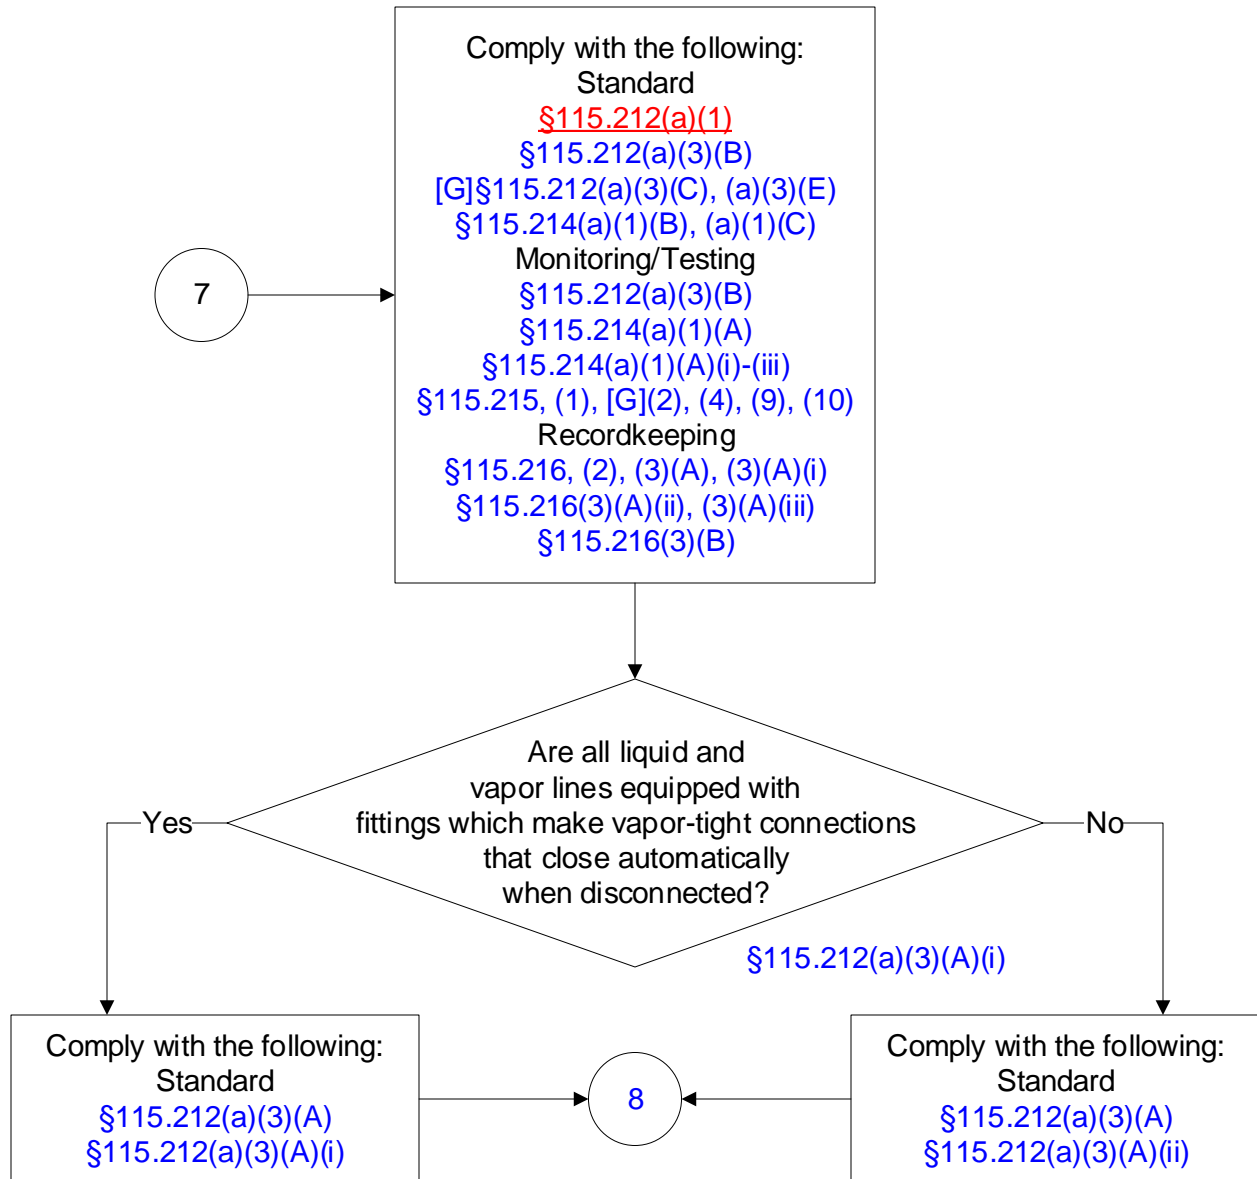 Comply with the following:
Standard
§115.212(a)(1)
§115.212(a)(3)(B)
[G]§115.212(a)(3)(C), (a)(3)(E)
§115.214(a)(1)(B), (a)(1)(C)
Monitoring/Testing
§115.212(a)(3)(B)
§115.214(a)(1)(A)
§115.214(a)(1)(A)(i)-(iii)
§115.215, (1), [G](2), (4), (9), (10)
Recordkeeping
§115.216, (2), (3)(A), (3)(A)(i)
§115.216(3)(A)(ii), (3)(A)(iii)
§115.216(3)(B)
7
Are all liquid and
vapor lines equipped with
fittings which make vapor-tight connections
that close automatically
when disconnected?
Yes
No
§115.212(a)(3)(A)(i)
Comply with the following:
Standard
§115.212(a)(3)(A)
§115.212(a)(3)(A)(i)
8
Comply with the following:
Standard
§115.212(a)(3)(A)
§115.212(a)(3)(A)(ii)